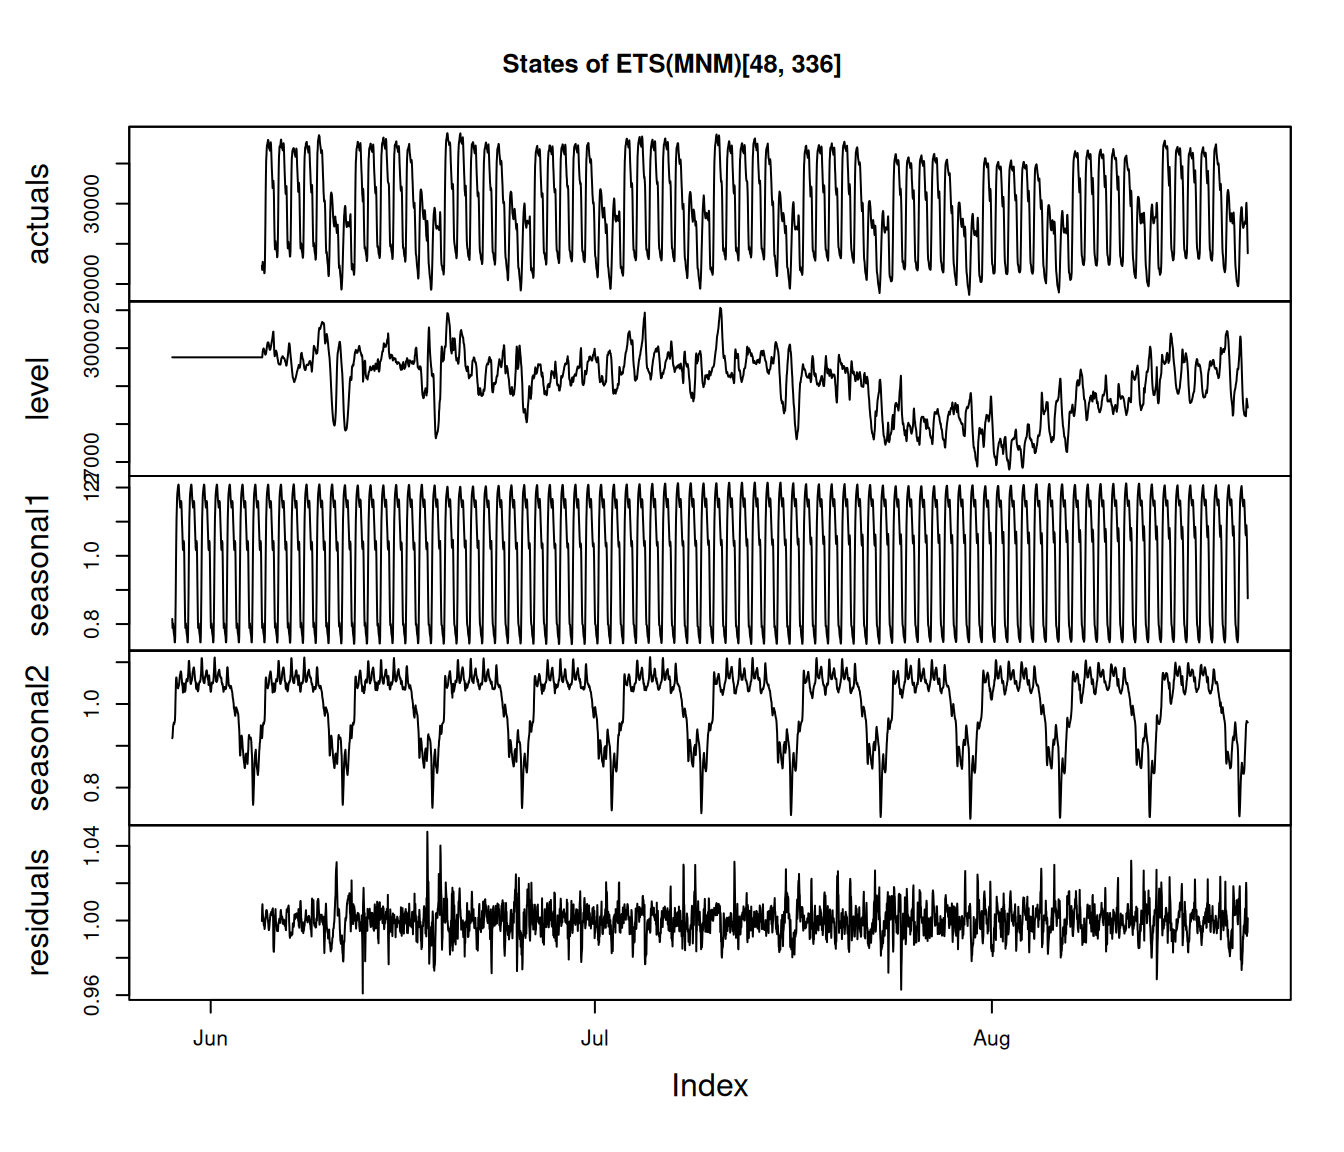 States of ETS(MNM)[48, 336]
actuals
20000
30000
level
27000
30000
seasonal1
0.8
1.0
1.2
seasonal2
0.8
1.0
residuals
0.96
1.00
1.04
Jun
Jul
Aug
Index